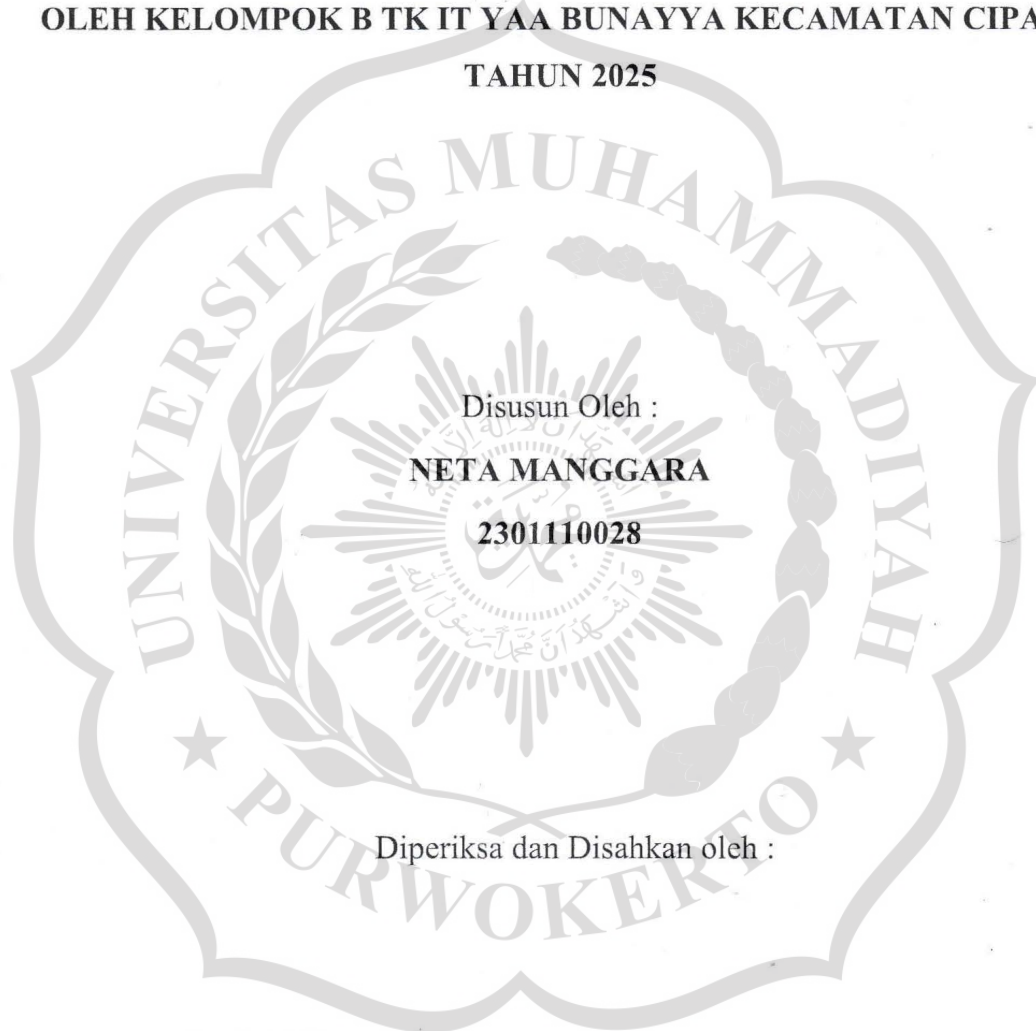 OLEH KELOMPOK B TK IT YAA BUNAYYA KECAMATAN CIPA
TAHUN 2025
UNIVERSITAS MUHAMMADIYAH
Disusun Oleh :
NETA MANGGARA
2301110028
Diperiksa dan Disahkan oleh :
PURWOKERTO